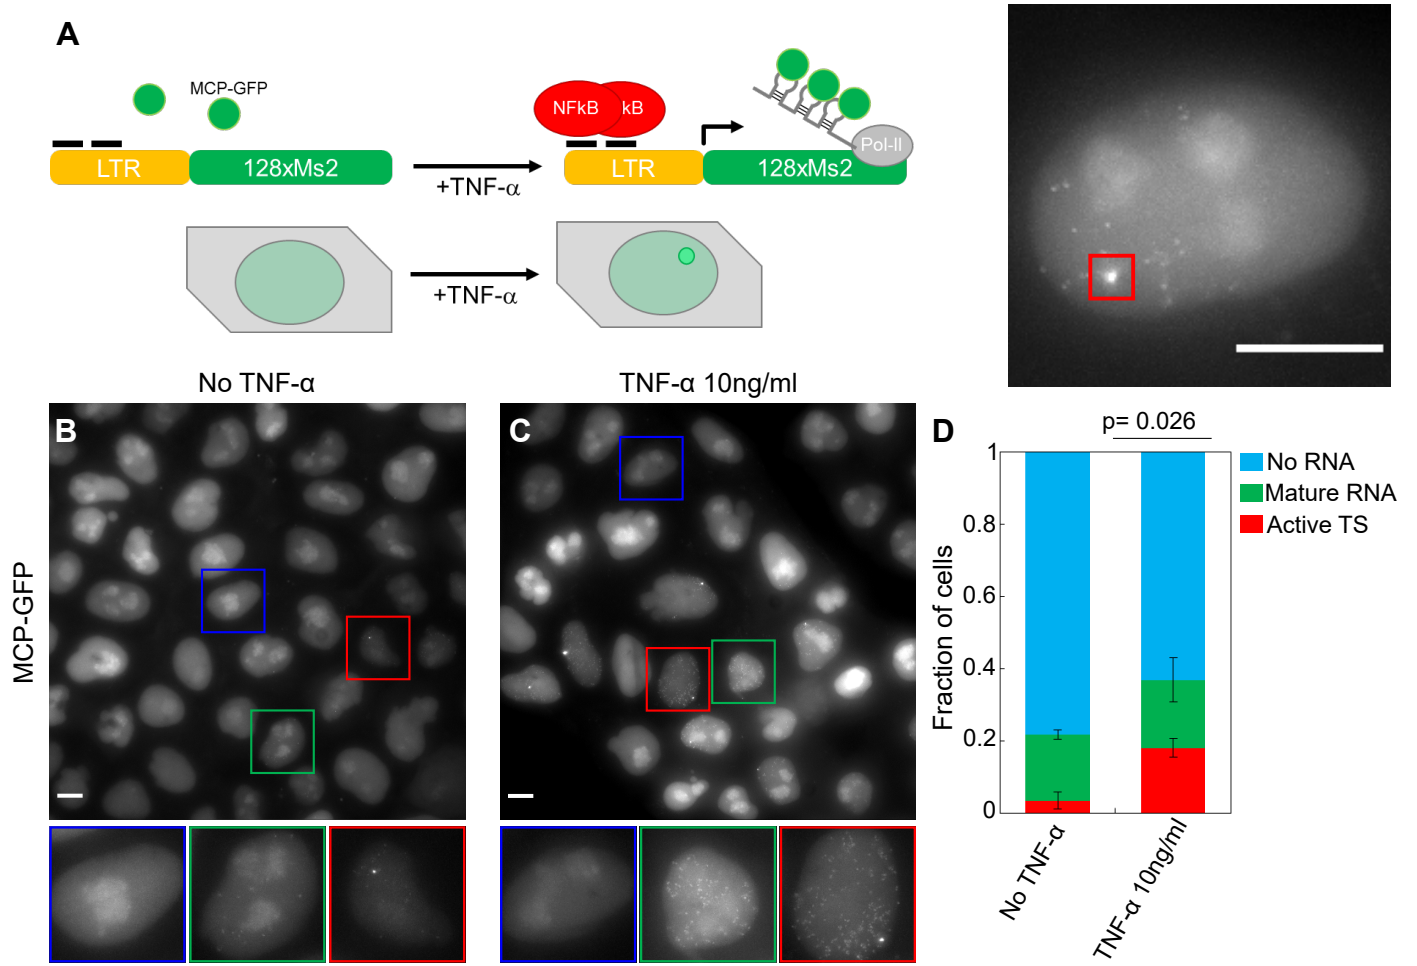 A
MCP-GFP
LTR
128xMs2
+TNF-α
NFkB
kB
Pol-II
LTR
128xMs2
+TNF-α
No TNF-α
TNF-α 10ng/ml
MCP-GFP
B
C
D
p= 0.026
Fraction of cells
1
0.8
0.6
0.4
0.2
0
No TNF-α
TNF-α 10ng/ml
No RNA
Mature RNA
Active TS